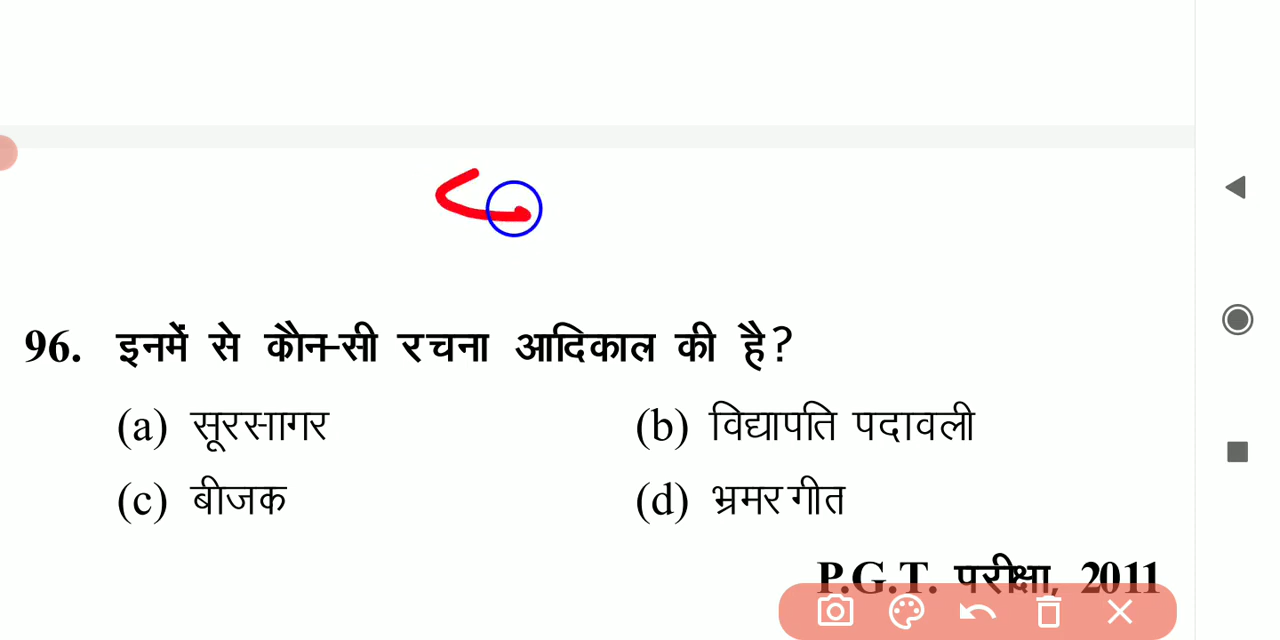 96. इनमें से कौन-सी रचना आदिकाल की है?
(a) सूरसागर (b) विद्यापति पदावली
(c) बीजक (d) भ्रमरगीत
P.G.T. परीक्षा, 2011